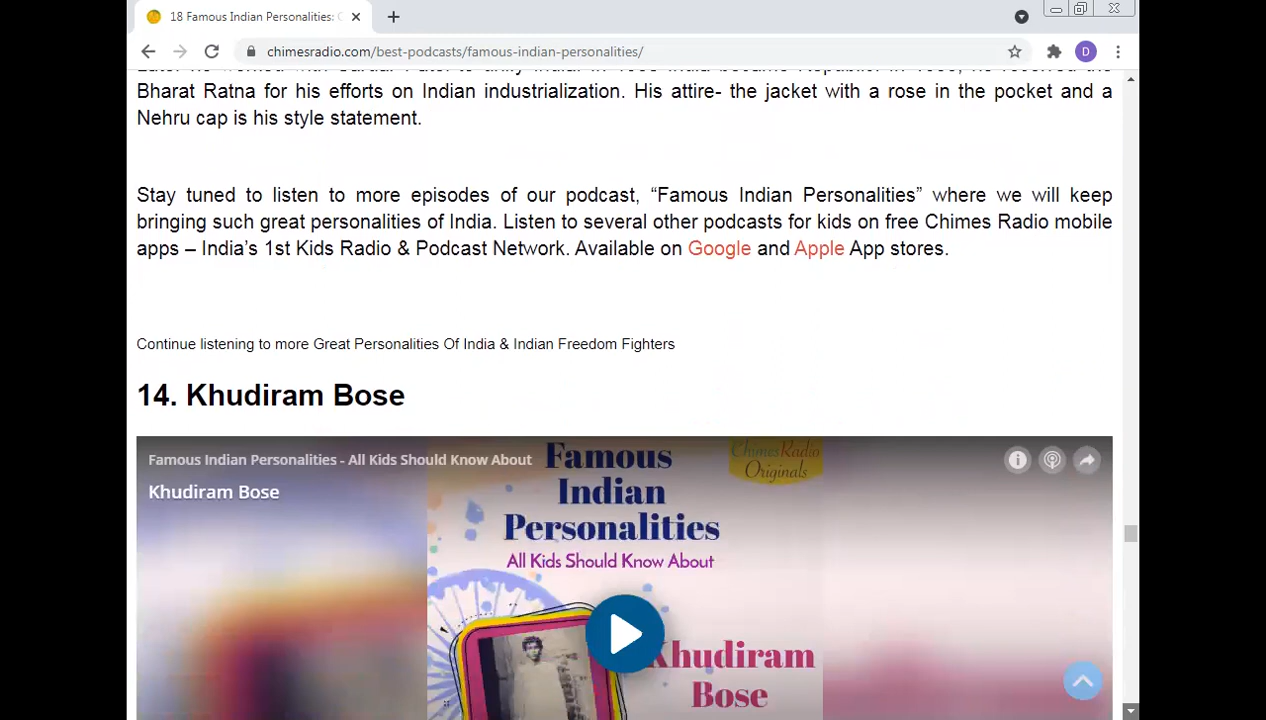 18 Famous Indian Personalities:
chimesradio.com/best-podcasts/famous-indian-personalities/
D
Bharat Ratna for his efforts on Indian industrialization. His attire- the jacket with a rose in the pocket and a
Nehru cap is his style statement.
Stay tuned to listen to more episodes of our podcast, “Famous Indian Personalities” where we will keep
bringing such great personalities of India. Listen to several other podcasts for kids on free Chimes Radio mobile
apps – India’s 1st Kids Radio & Podcast Network. Available on Google and Apple App stores.
Continue listening to more Great Personalities Of India & Indian Freedom Fighters
14. Khudiram Bose
Famous Indian Personalities - All Kids Should Know About
Khudiram Bose
ChimesRadio
Originals
Famous
Indian
Personalities
All Kids Should Know About
Khudiram
Bose